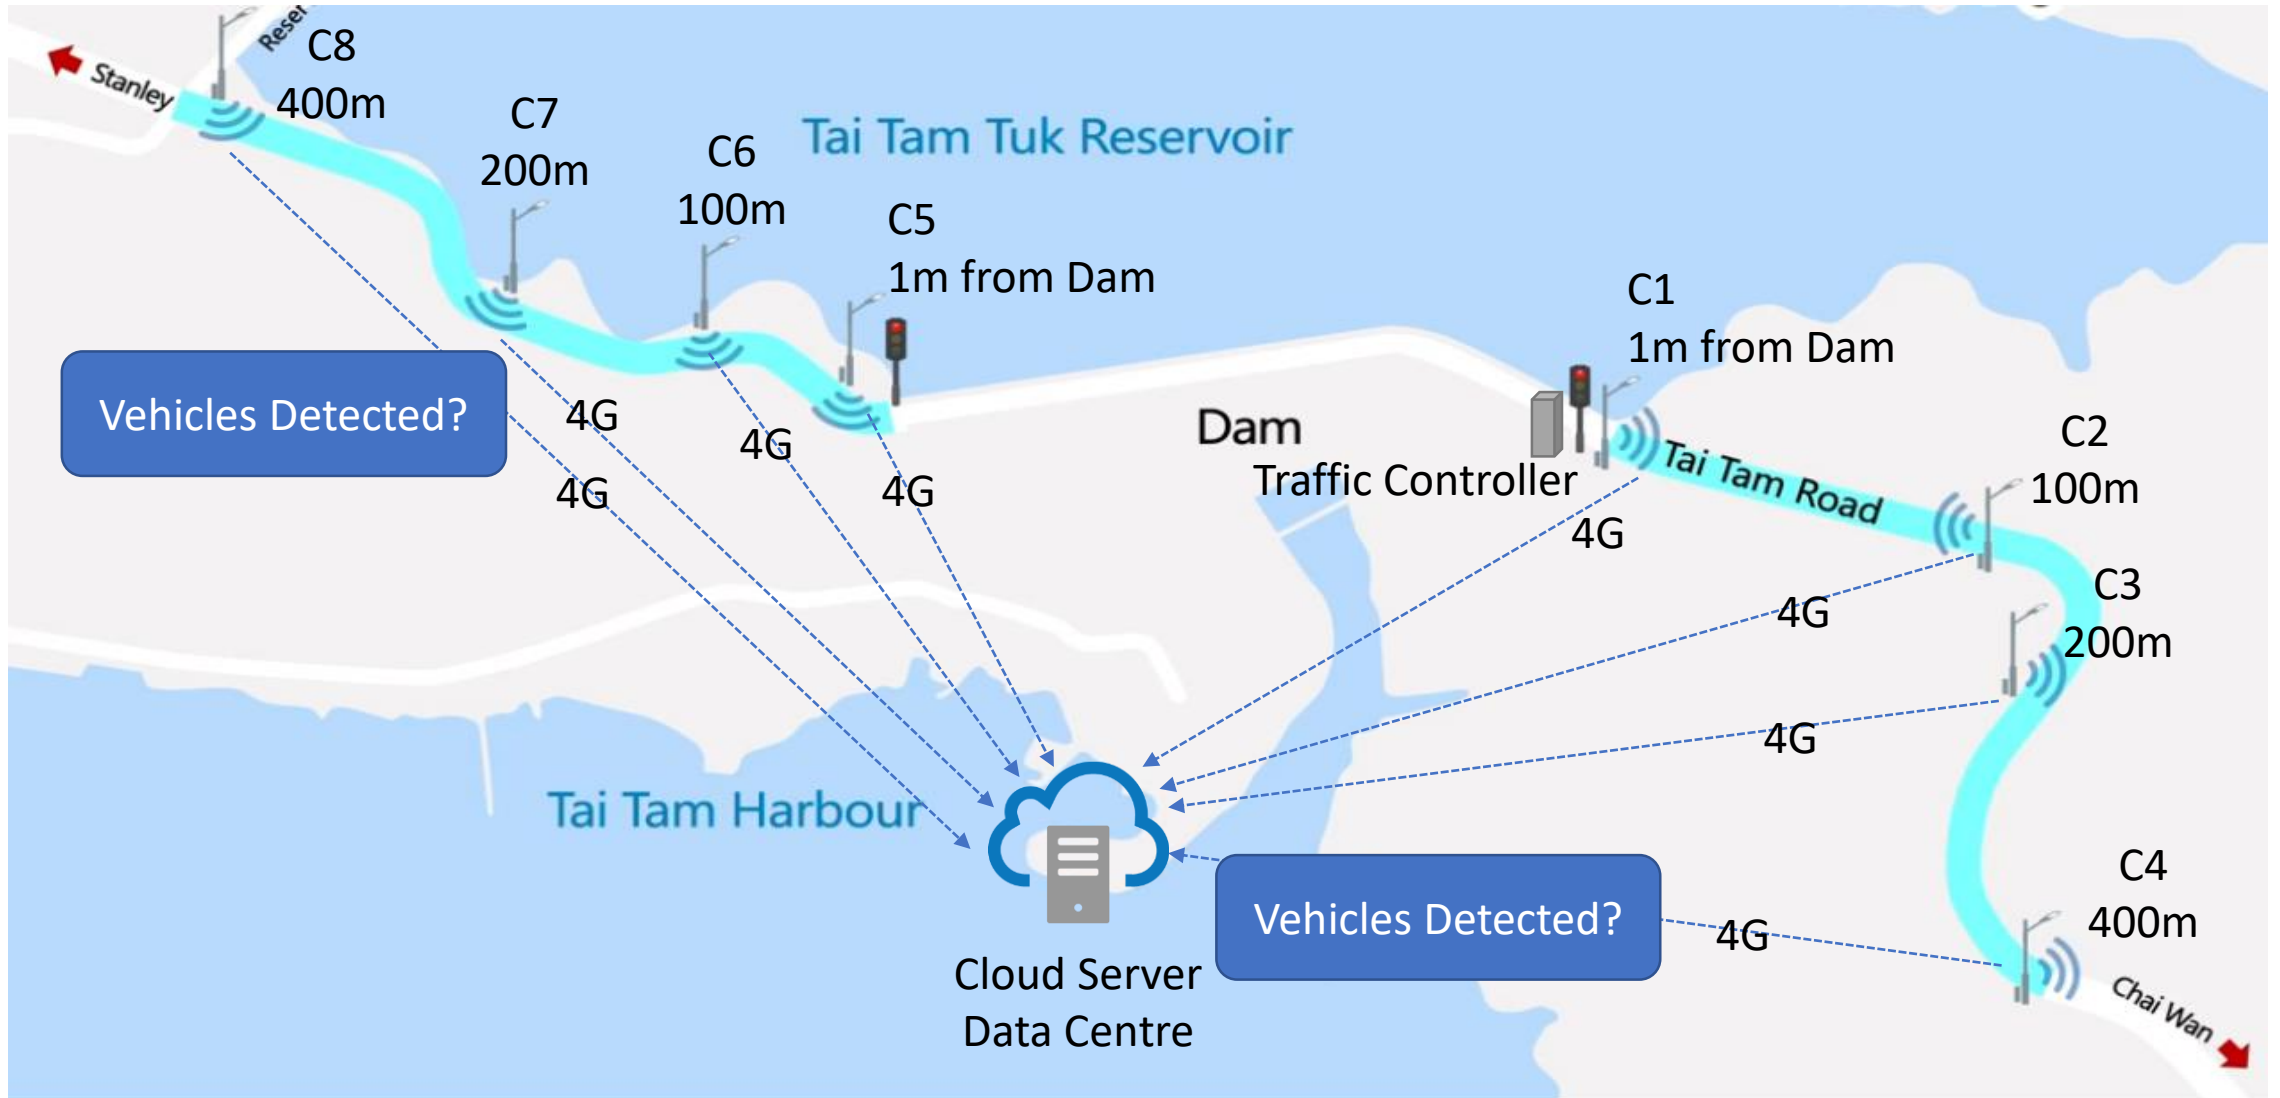 Stanley
C8
400m
C7
200m
C6
100m
Tai Tam Tuk Reservoir
C5
1m from Dam
C1
1m from Dam
Vehicles Detected?
4G
4G
4G
4G
Dam
Traffic Controller
Tai Tam Road
C2
100m
4G
C3
200m
4G
4G
Tai Tam Harbour
C4
400m
Vehicles Detected?
4G
Cloud Server
Data Centre
Chai Wan